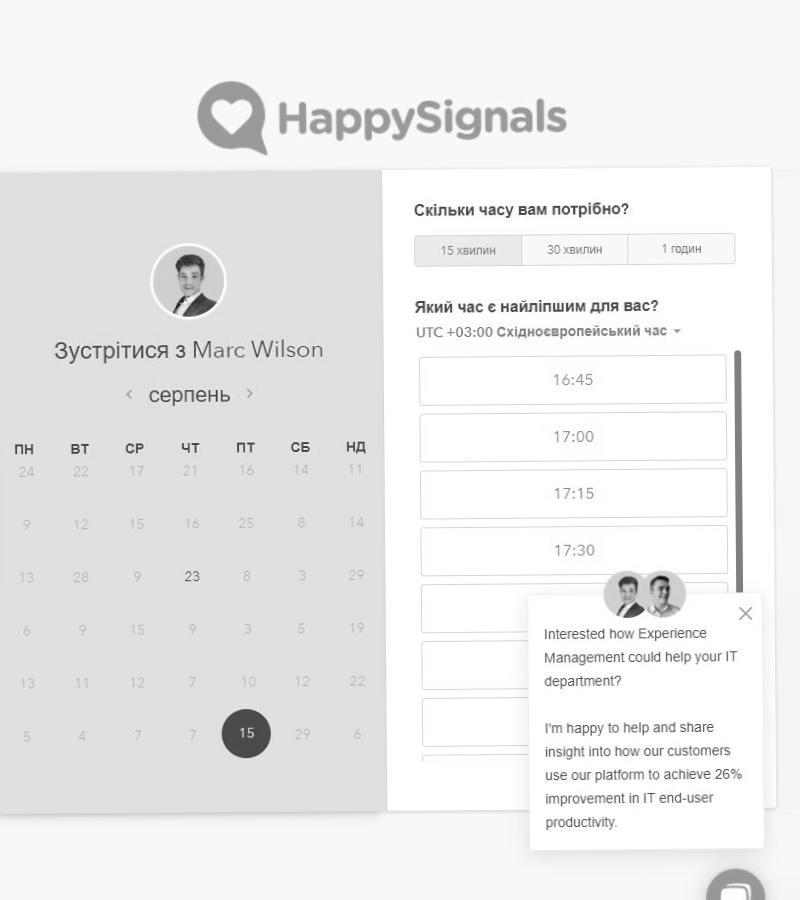 HappySignals
Зустрітися з Marc Wilson
серпень
ПН ВТ СР ЧТ ПТ СБ НД
24 22 17 21 16 14 11
9 12 15 16 25 8 14
13 28 9 23 8 3 29
6 9 15 9 3 5 19
13 11 12 7 10 12 22
5 4 7 7 15 29 6
Скільки часу вам потрібно?
15 хвилин 30 хвилин 1 годин
Який час є найліпшим для вас?
UTC +03:00 Східноєвропейський час
16:45
17:00
17:15
17:30
Interested how Experience
Management could help your IT
department?
I'm happy to help and share
insight into how our customers
use our platform to achieve 26%
improvement in IT end-user
productivity.